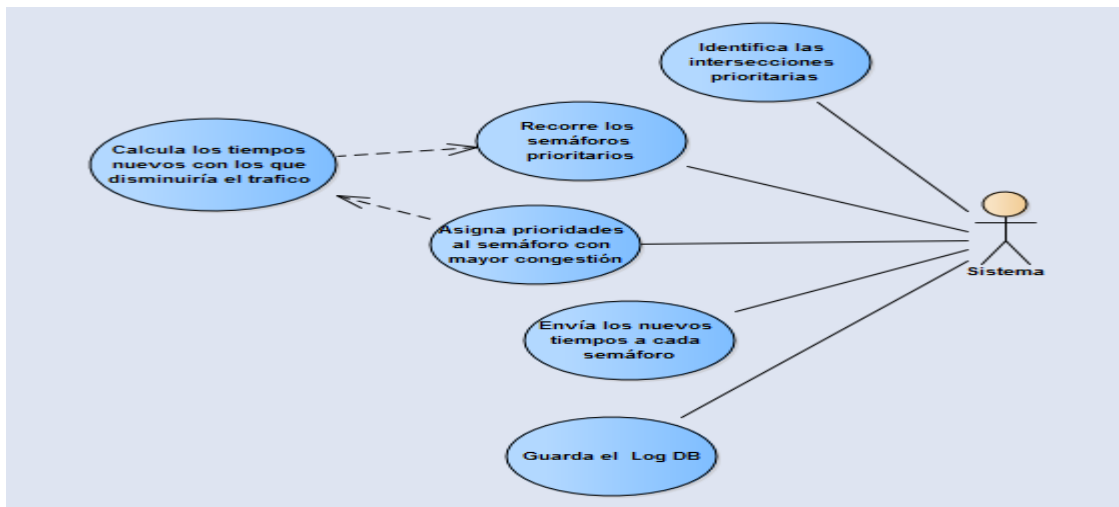 Identifica las
intersecciones
prioritarias
Recorre los
semáforos
prioritarios
Calcula los tiempos
nuevos con los que
disminuiría el trafico
Asigna prioridades
al semáforo con
mayor congestión
Sistema
Envía los nuevos
tiempos a cada
semáforo
Guarda el Log DB